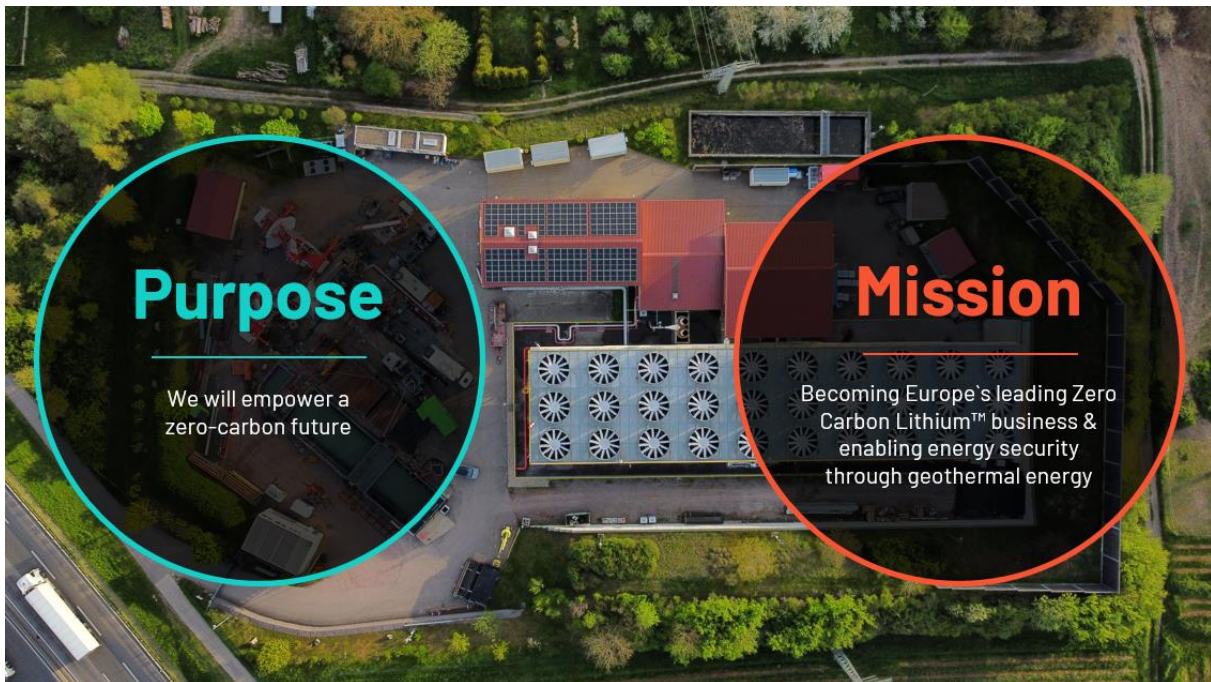 Purpose
We will empower a
zero-carbon future
Mission
Becoming Europe`s leading Zero
Carbon Lithium™ business &
enabling energy security
through geothermal energy